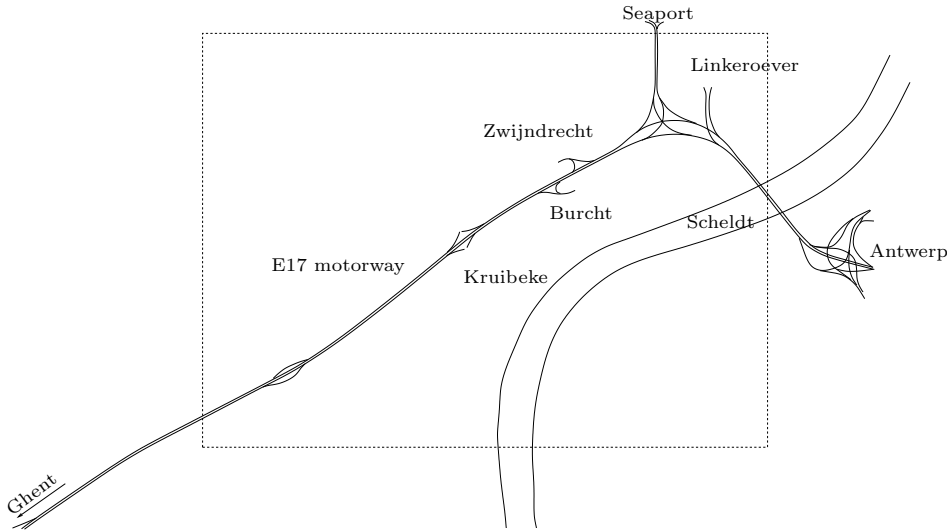 Seaport
Linkeroever
Zwijndrecht
Burcht
Scheldt
Antwerp
E17 motorway
Kruibeke
Ghent